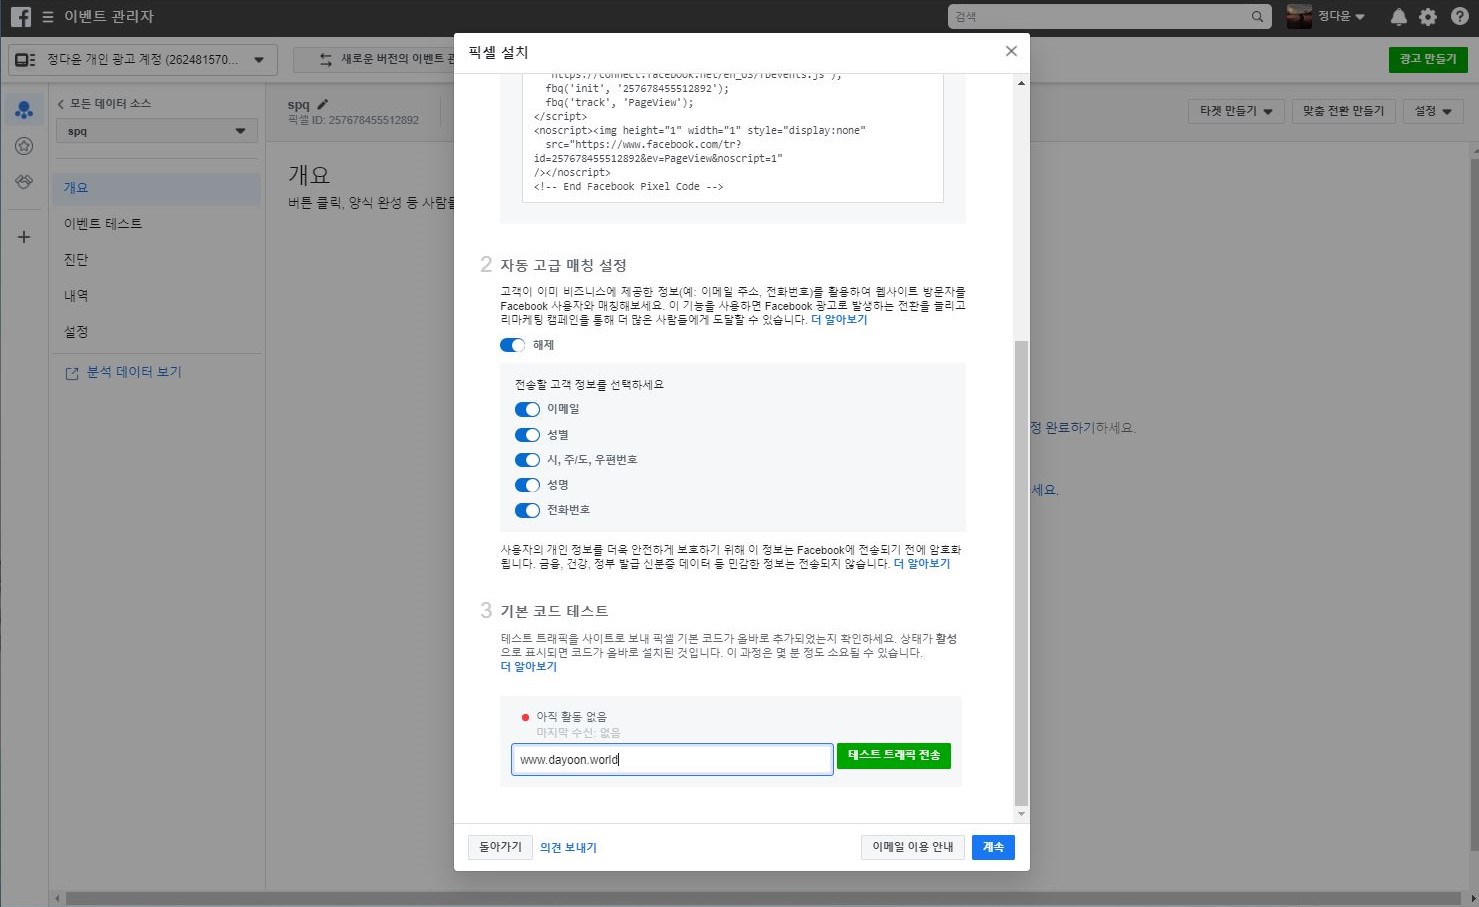 이벤트 관리자
검색
정다윤
정다윤 개인 광고 계정 (262481570...
새로운 버전의 이벤트 관
광고 만들기
모든 데이터 소스
spq
개요
이벤트 테스트
진단
내역
설정
분석 데이터 보기
spq
픽셀 ID: 257678455512892
타겟 만들기
맞춤 전환 만들기
설정
개요
버튼 클릭, 양식 완성 등 사람들
정 완료하기하세요.
세요.
픽셀 설치
'https://connect.facebook.net/en_US/fbevents.js');
fbq('init', '257678455512892');
fbq('track', 'PageView');
</script>
<noscript><img height="1" width="1" style="display:none"
src="https://www.facebook.com/tr?
id=257678455512892&ev=PageView&noscript=1"
/></noscript>
<!-- End Facebook Pixel Code -->
2 자동 고급 매칭 설정
고객이 이미 비즈니스에 제공한 정보(예: 이메일 주소, 전화번호)를 활용하여 웹사이트 방문자를
Facebook 사용자와 매칭해보세요. 이 기능을 사용하면 Facebook 광고로 발생하는 전환을 늘리고
리마케팅 캠페인을 통해 더 많은 사람들에게 도달할 수 있습니다. 더 알아보기
해제
전송할 고객 정보를 선택하세요
이메일
성별
시, 주/도, 우편번호
성명
전화번호
사용자의 개인 정보를 더욱 안전하게 보호하기 위해 이 정보는 Facebook에 전송되기 전에 암호화
됩니다. 금융, 건강, 정부 발급 신분증 데이터 등 민감한 정보는 전송되지 않습니다. 더 알아보기
3 기본 코드 테스트
테스트 트래픽을 사이트로 보내 픽셀 기본 코드가 올바로 추가되었는지 확인하세요. 상태가 활성
으로 표시되면 코드가 올바로 설치된 것입니다. 이 과정은 몇 분 정도 소요될 수 있습니다.
더 알아보기
아직 활동 없음
마지막 수신: 없음
www.dayoon.world
테스트 트래픽 전송
돌아가기
의견 보내기
이메일 이용 안내
계속